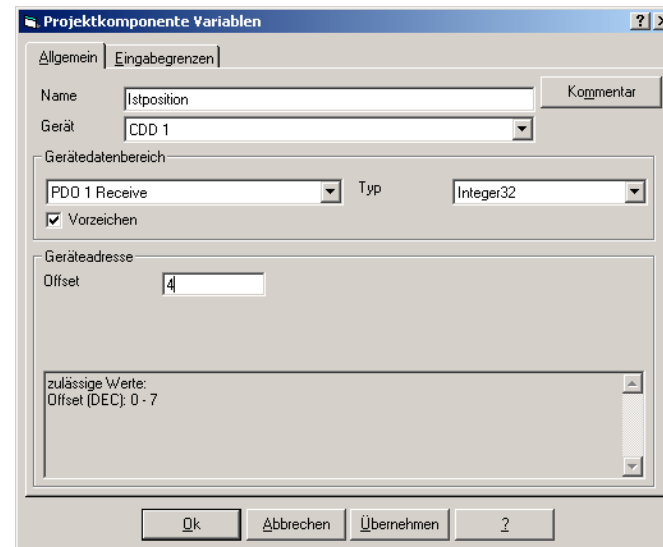 Projektkomponente Variablen
Allgemein Eingabegrenzen
Name Istposition Kommentar
Gerät CDD 1
Gerätedatenbereich
PDO 1 Receive Typ Integer32
Vorzeichen
Geräteadresse
Offset 4
zulässige Werte:
Offset (DEC): 0 - 7
Ok Abbrechen Übernehmen ?